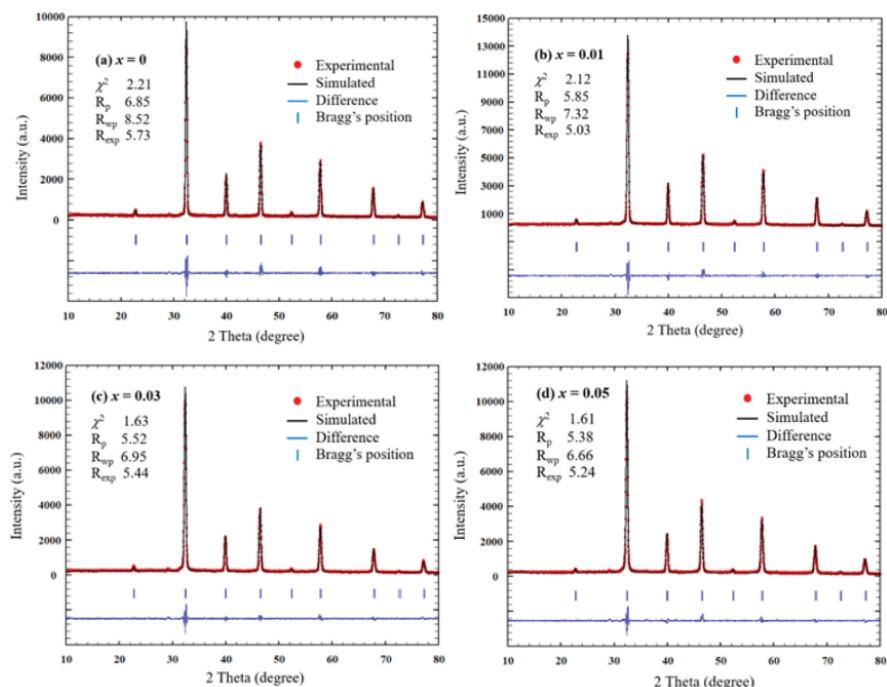 (a) x = 0
χ² 2.21
Rp 6.85
Rwp 8.52
Rexp 5.73
Experimental
Simulated
Difference
Bragg's position
Intensity (a.u.)
10000
8000
6000
4000
2000
0
10 20 30 40 50 60 70 80
2 Theta (degree)
(b) x = 0.01
χ² 2.12
Rp 5.85
Rwp 7.32
Rexp 5.03
Experimental
Simulated
Difference
Bragg's position
Intensity (a.u.)
15000
13000
11000
9000
7000
5000
3000
1000
10 20 30 40 50 60 70 80
2 Theta (degree)
(c) x = 0.03
χ² 1.63
Rp 5.52
Rwp 6.95
Rexp 5.44
Experimental
Simulated
Difference
Bragg's position
Intensity (a.u.)
12000
10000
8000
6000
4000
2000
0
10 20 30 40 50 60 70 80
2 Theta (degree)
(d) x = 0.05
χ² 1.61
Rp 5.38
Rwp 6.66
Rexp 5.24
Experimental
Simulated
Difference
Bragg's position
Intensity (a.u.)
12000
10000
8000
6000
4000
2000
0
10 20 30 40 50 60 70 80
2 Theta (degree)